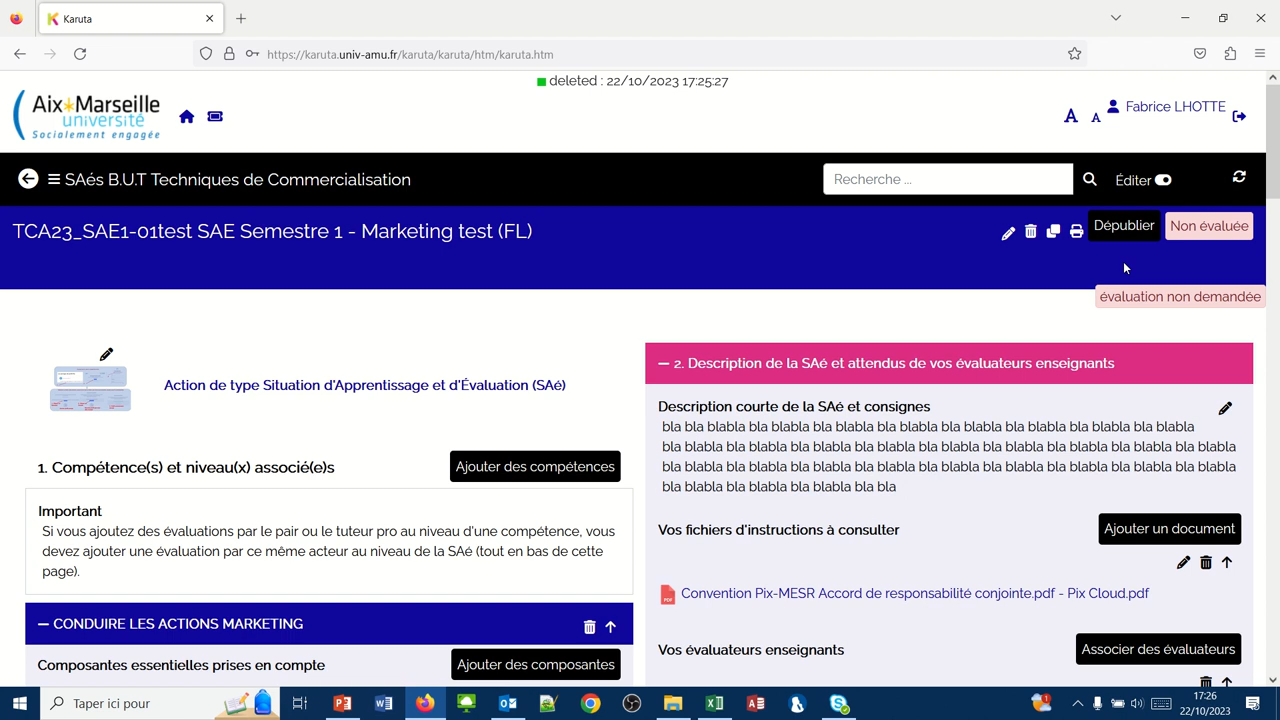 Karuta
https://karuta.univ-amu.fr/karuta/karuta/htm/karuta.htm
deleted : 22/10/2023 17:25:27
Aix*Marseille
université
Socialement engagée
A A Fabrice LHOTTE
SAés B.U.T Techniques de Commercialisation
Recherche ...
Éditer
TCA23_SAE1-01test SAE Semestre 1 - Marketing test (FL)
Dépublier
Non évaluée
évaluation non demandée
Action de type Situation d'Apprentissage et d'Évaluation (SAé)
1. Compétence(s) et niveau(x) associé(e)s
Ajouter des compétences
Important
Si vous ajoutez des évaluations par le pair ou le tuteur pro au niveau d'une compétence, vous
devez ajouter une évaluation par ce même acteur au niveau de la SAé (tout en bas de cette
page).
— CONDUIRE LES ACTIONS MARKETING
Composantes essentielles prises en compte
Ajouter des composantes
— 2. Description de la SAé et attendus de vos évaluateurs enseignants
Description courte de la SAé et consignes
bla bla blabla bla blabla bla blabla bla blabla bla blabla bla blabla bla blabla bla blabla
bla blabla bla blabla bla blabla bla blabla bla blabla bla blabla bla blabla bla blabla bla blabla
bla blabla bla blabla bla blabla bla blabla bla blabla bla blabla bla blabla bla blabla bla blabla
bla blabla bla blabla bla blabla bla bla
Vos fichiers d'instructions à consulter
Ajouter un document
PDF
Convention Pix-MESR Accord de responsabilité conjointe.pdf - Pix Cloud.pdf
Vos évaluateurs enseignants
Associer des évaluateurs
Taper ici pour
17:26
22/10/2023